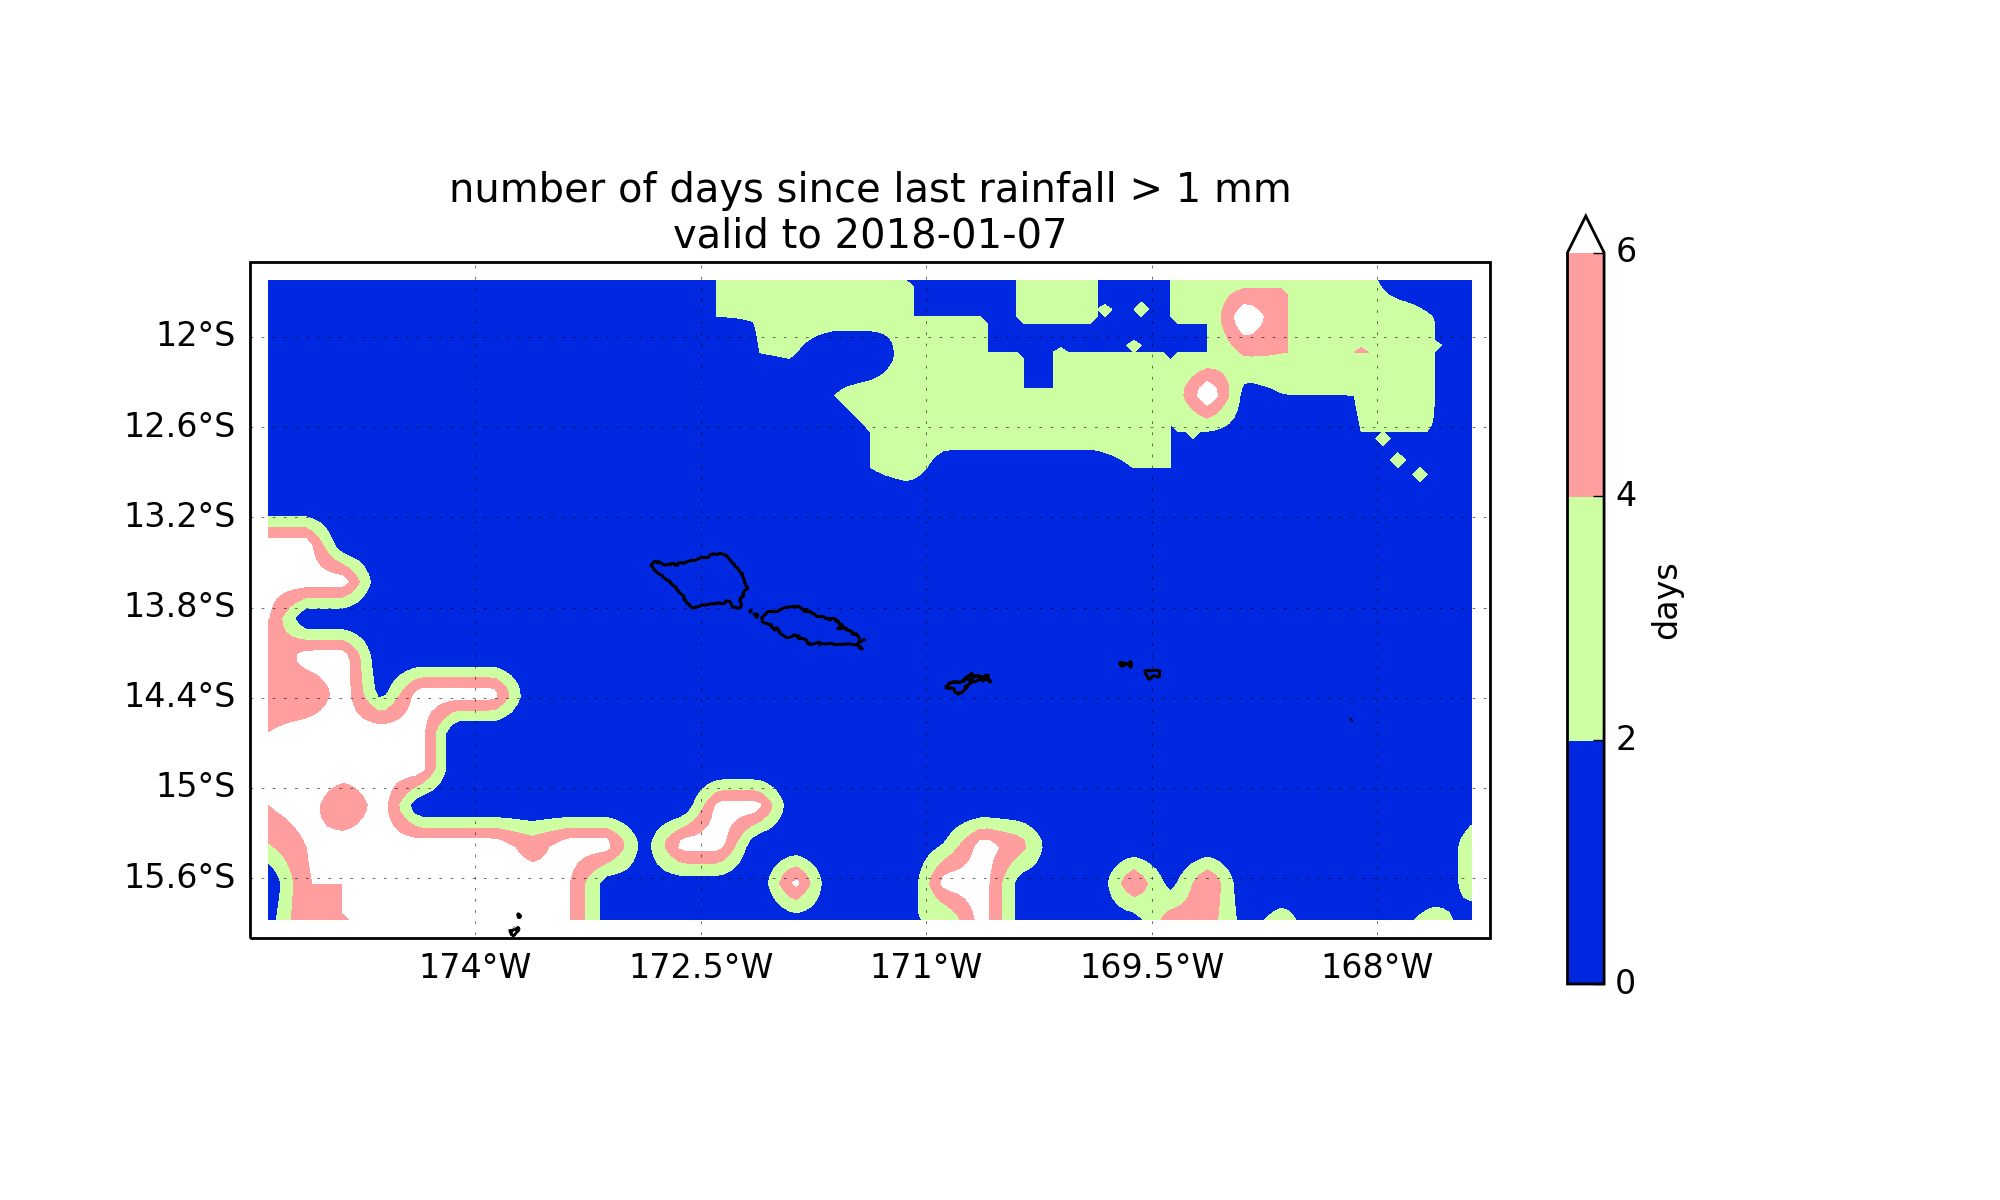 number of days since last rainfall > 1 mm
valid to 2018-01-07
12°S
12.6°S
13.2°S
13.8°S
14.4°S
15°S
15.6°S
174°W 172.5°W 171°W 169.5°W 168°W
6
4
2
0
days